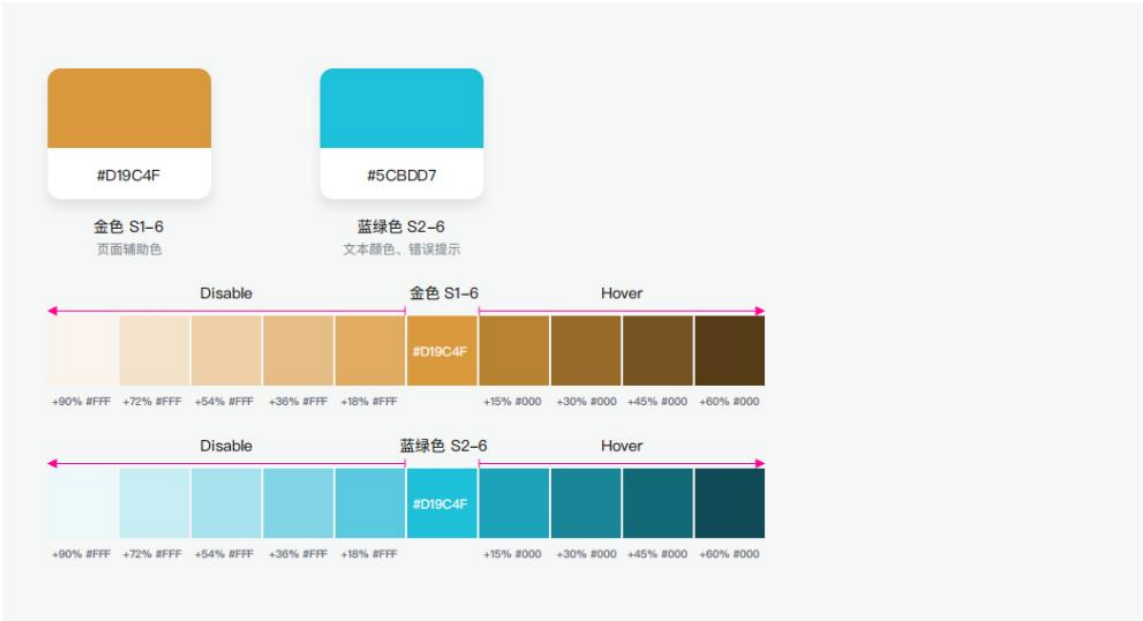 #D19C4F
#5CBDD7
金色 S1-6
蓝绿色 S2-6
页面辅助色
文本颜色、错误提示
Disable
金色 S1-6
Hover
#D19C4F
+90% #FFF
+72% #FFF
+54% #FFF
+36% #FFF
+18% #FFF
+15% #000
+30% #000
+45% #000
+60% #000
Disable
蓝绿色 S2-6
Hover
#D19C4F
+90% #FFF
+72% #FFF
+54% #FFF
+36% #FFF
+18% #FFF
+15% #000
+30% #000
+45% #000
+60% #000